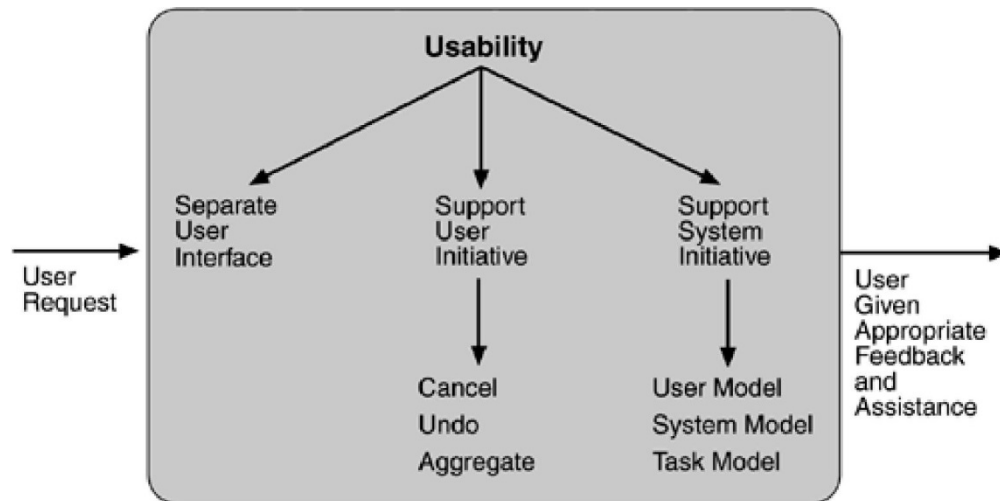 Usability
Separate
User
Interface
Support
User
Initiative
Support
System
Initiative
User
Request
User
Given
Appropriate
Feedback
and
Assistance
Cancel
Undo
Aggregate
User Model
System Model
Task Model